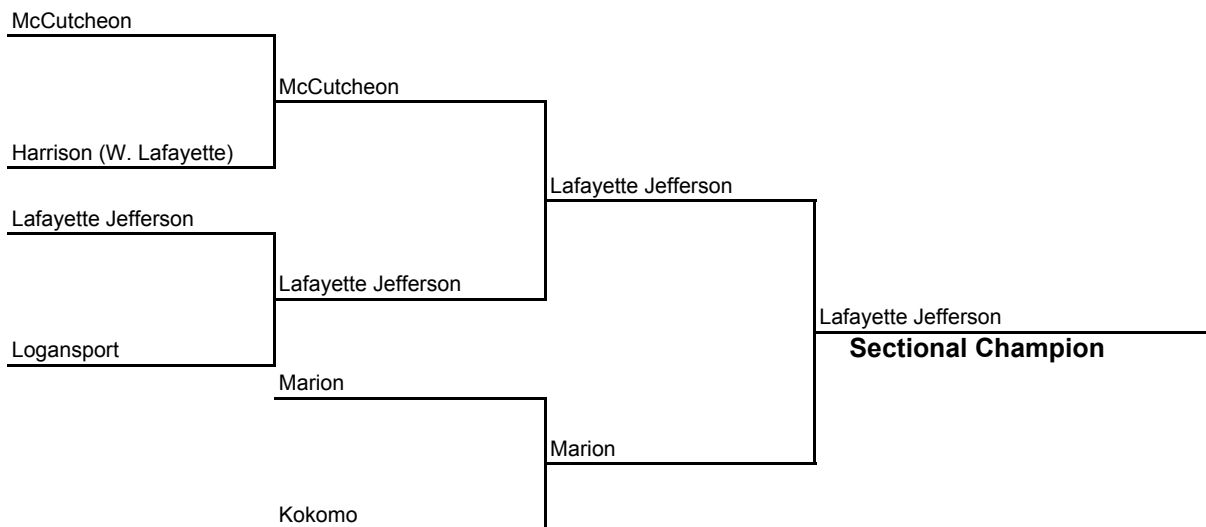 McCutcheon
McCutcheon
Harrison (W. Lafayette)
Lafayette Jefferson
Lafayette Jefferson
Lafayette Jefferson
Lafayette Jefferson
Sectional Champion
Logansport
Marion
Marion
Kokomo